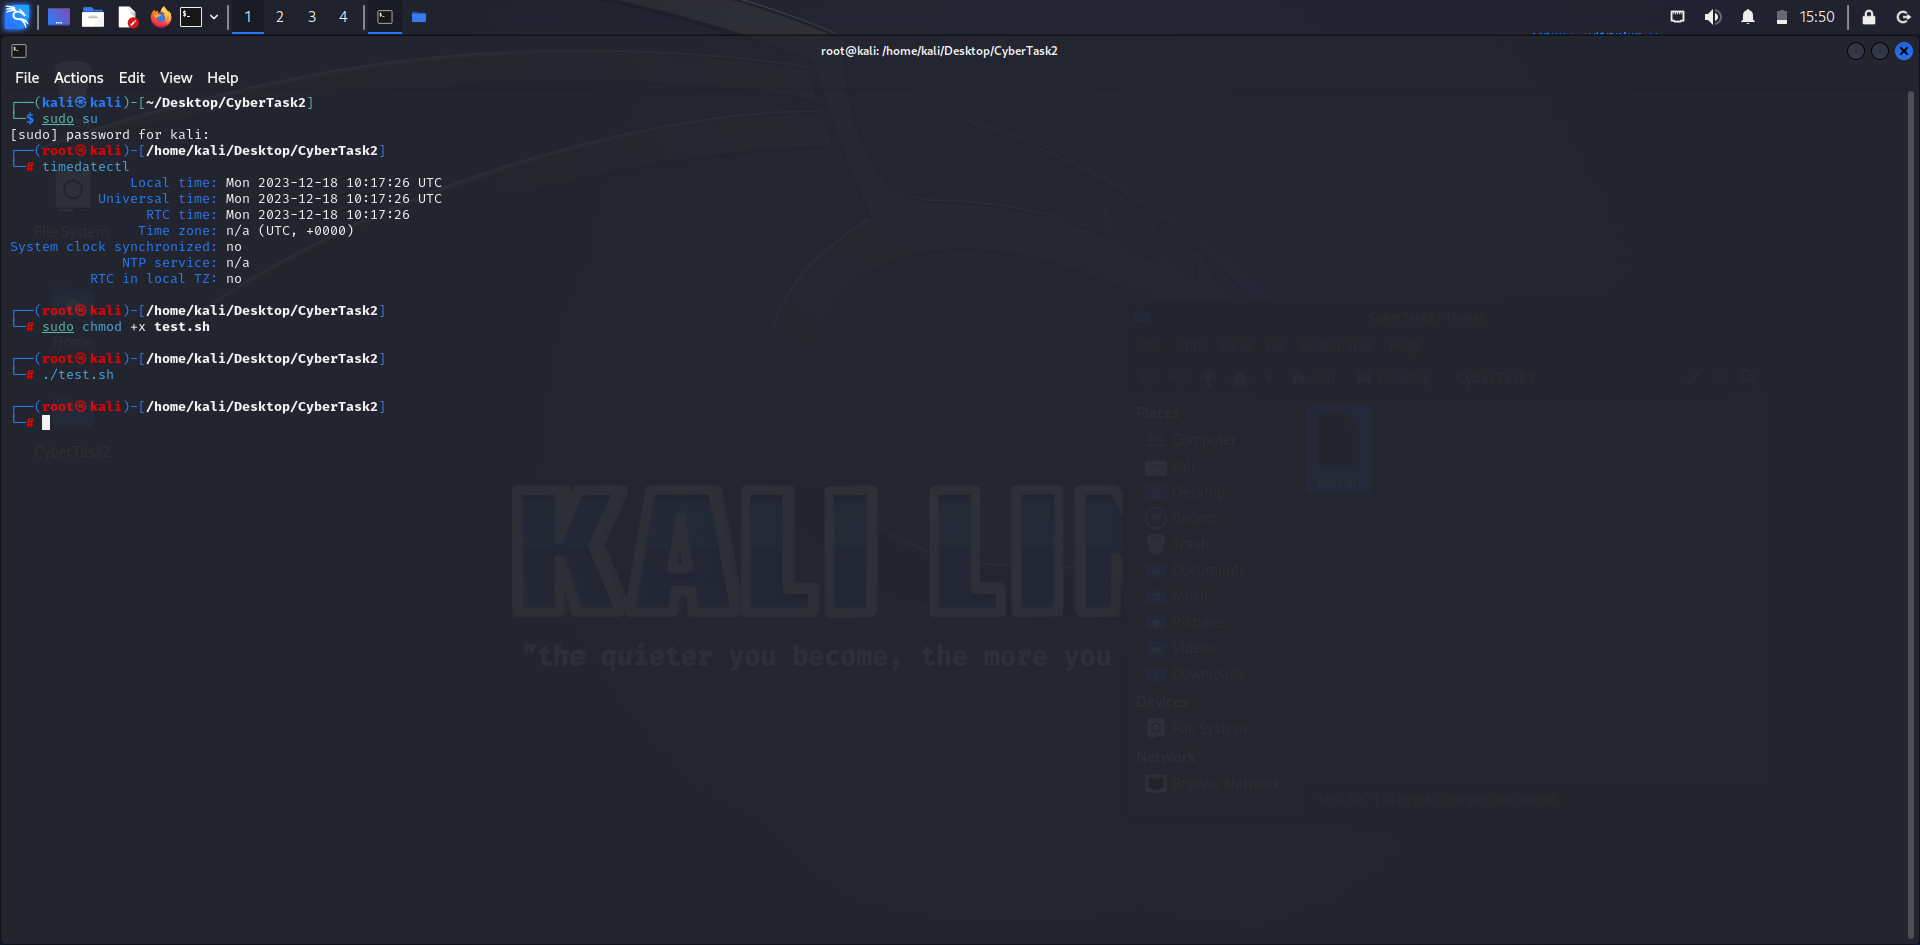 1 2 3 4 15:50
root@kali: /home/kali/Desktop/CyberTask2
File Actions Edit View Help
┌──(kali㉿kali)-[~/Desktop/CyberTask2]
└─$ sudo su
[sudo] password for kali:
┌──(root㉿kali)-[/home/kali/Desktop/CyberTask2]
└─# timedatectl
Local time: Mon 2023-12-18 10:17:26 UTC
Universal time: Mon 2023-12-18 10:17:26 UTC
RTC time: Mon 2023-12-18 10:17:26
Time zone: n/a (UTC, +0000)
System clock synchronized: no
NTP service: n/a
RTC in local TZ: no
┌──(root㉿kali)-[/home/kali/Desktop/CyberTask2]
└─# sudo chmod +x test.sh
┌──(root㉿kali)-[/home/kali/Desktop/CyberTask2]
└─# ./test.sh
┌──(root㉿kali)-[/home/kali/Desktop/CyberTask2]
└─#
File System
Home
CyberTask2
KALI LIN
"the quieter you become, the more you
CyberTask2 - Thunar
File Edit View Go Bookmarks Help
kali Desktop CyberTask2
Places
Computer
kali
Desktop
Recent
Trash
Documents
Music
Pictures
Videos
Downloads
Devices
File System
Network
Browse Network
test.sh
"test.sh" | 0 bytes | empty document